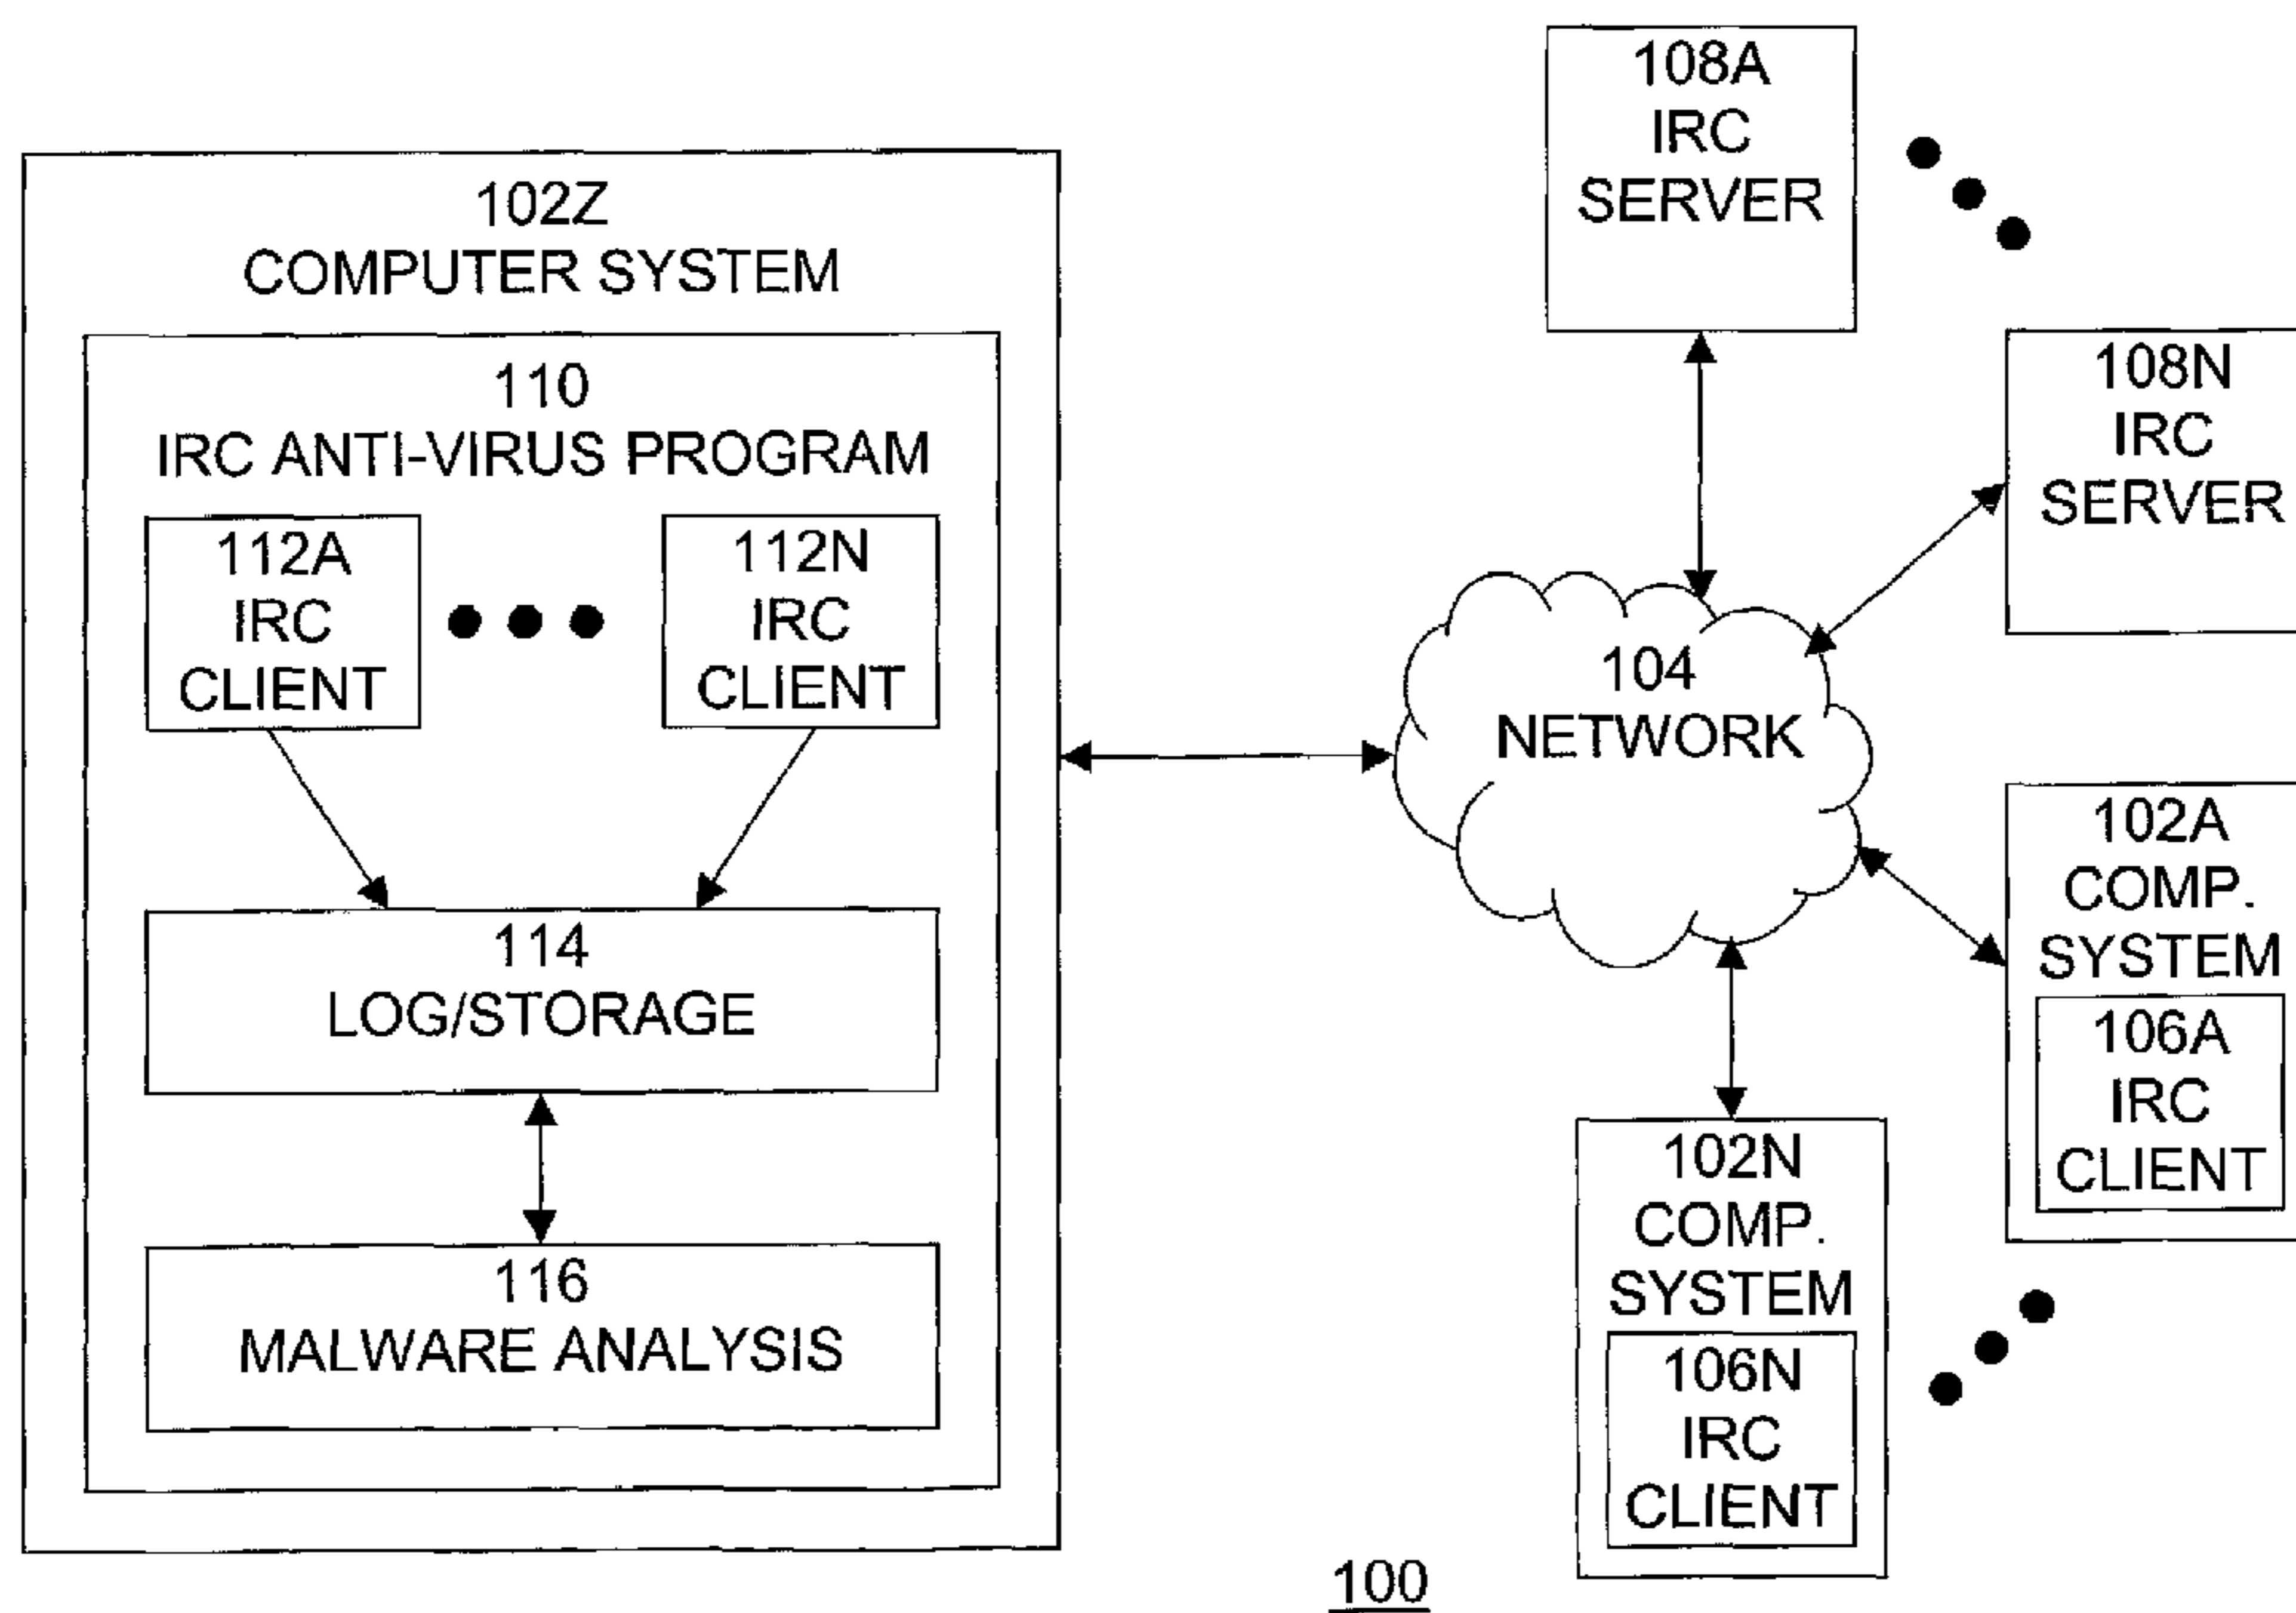 102Z
COMPUTER SYSTEM
110
IRC ANTI-VIRUS PROGRAM
112A
IRC
CLIENT
112N
IRC
CLIENT
114
LOG/STORAGE
116
MALWARE ANALYSIS
108A
IRC
SERVER
108N
IRC
SERVER
104
NETWORK
102A
COMP.
SYSTEM
106A
IRC
CLIENT
102N
COMP.
SYSTEM
106N
IRC
CLIENT
100